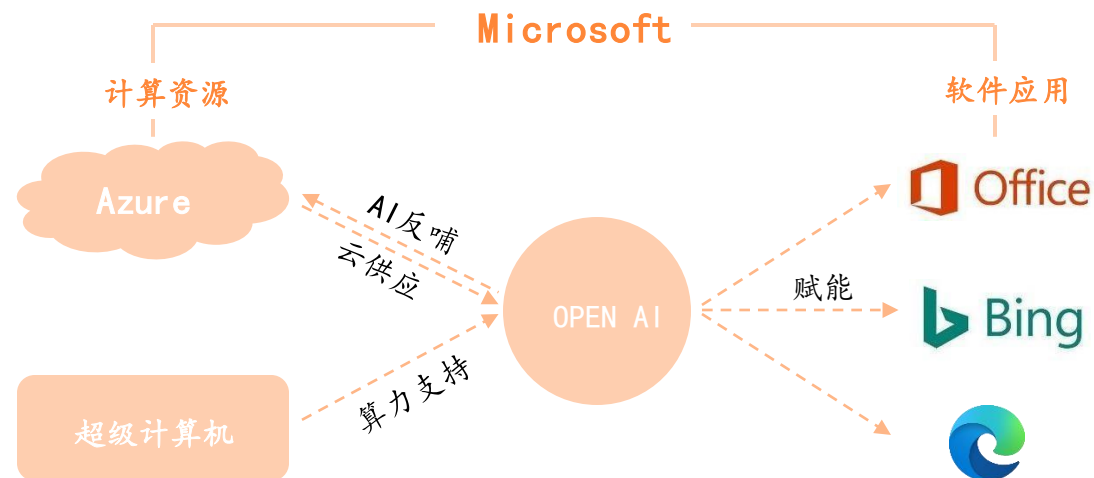 Microsoft
计算资源
软件应用
Azure
Office
AI反哺
云供应
赋能
OPEN AI
Bing
算力支持
超级计算机